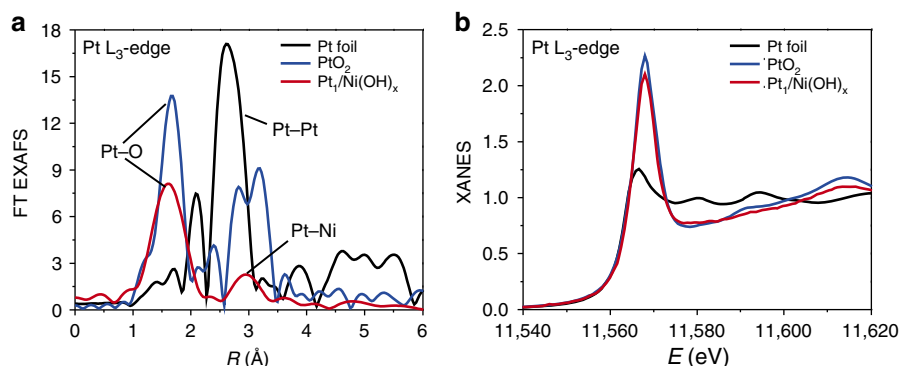 a
Pt L₃-edge
Pt foil
PtO₂
Pt₁/Ni(OH)ₓ
Pt–O
Pt–Pt
Pt–Ni
FT EXAFS
18
15
12
9
6
3
0
0 1 2 3 4 5 6
R (Å)
b
Pt L₃-edge
Pt foil
PtO₂
Pt₁/Ni(OH)ₓ
XANES
2.5
2.0
1.5
1.0
0.5
0.0
11,540 11,560 11,580 11,600 11,620
E (eV)